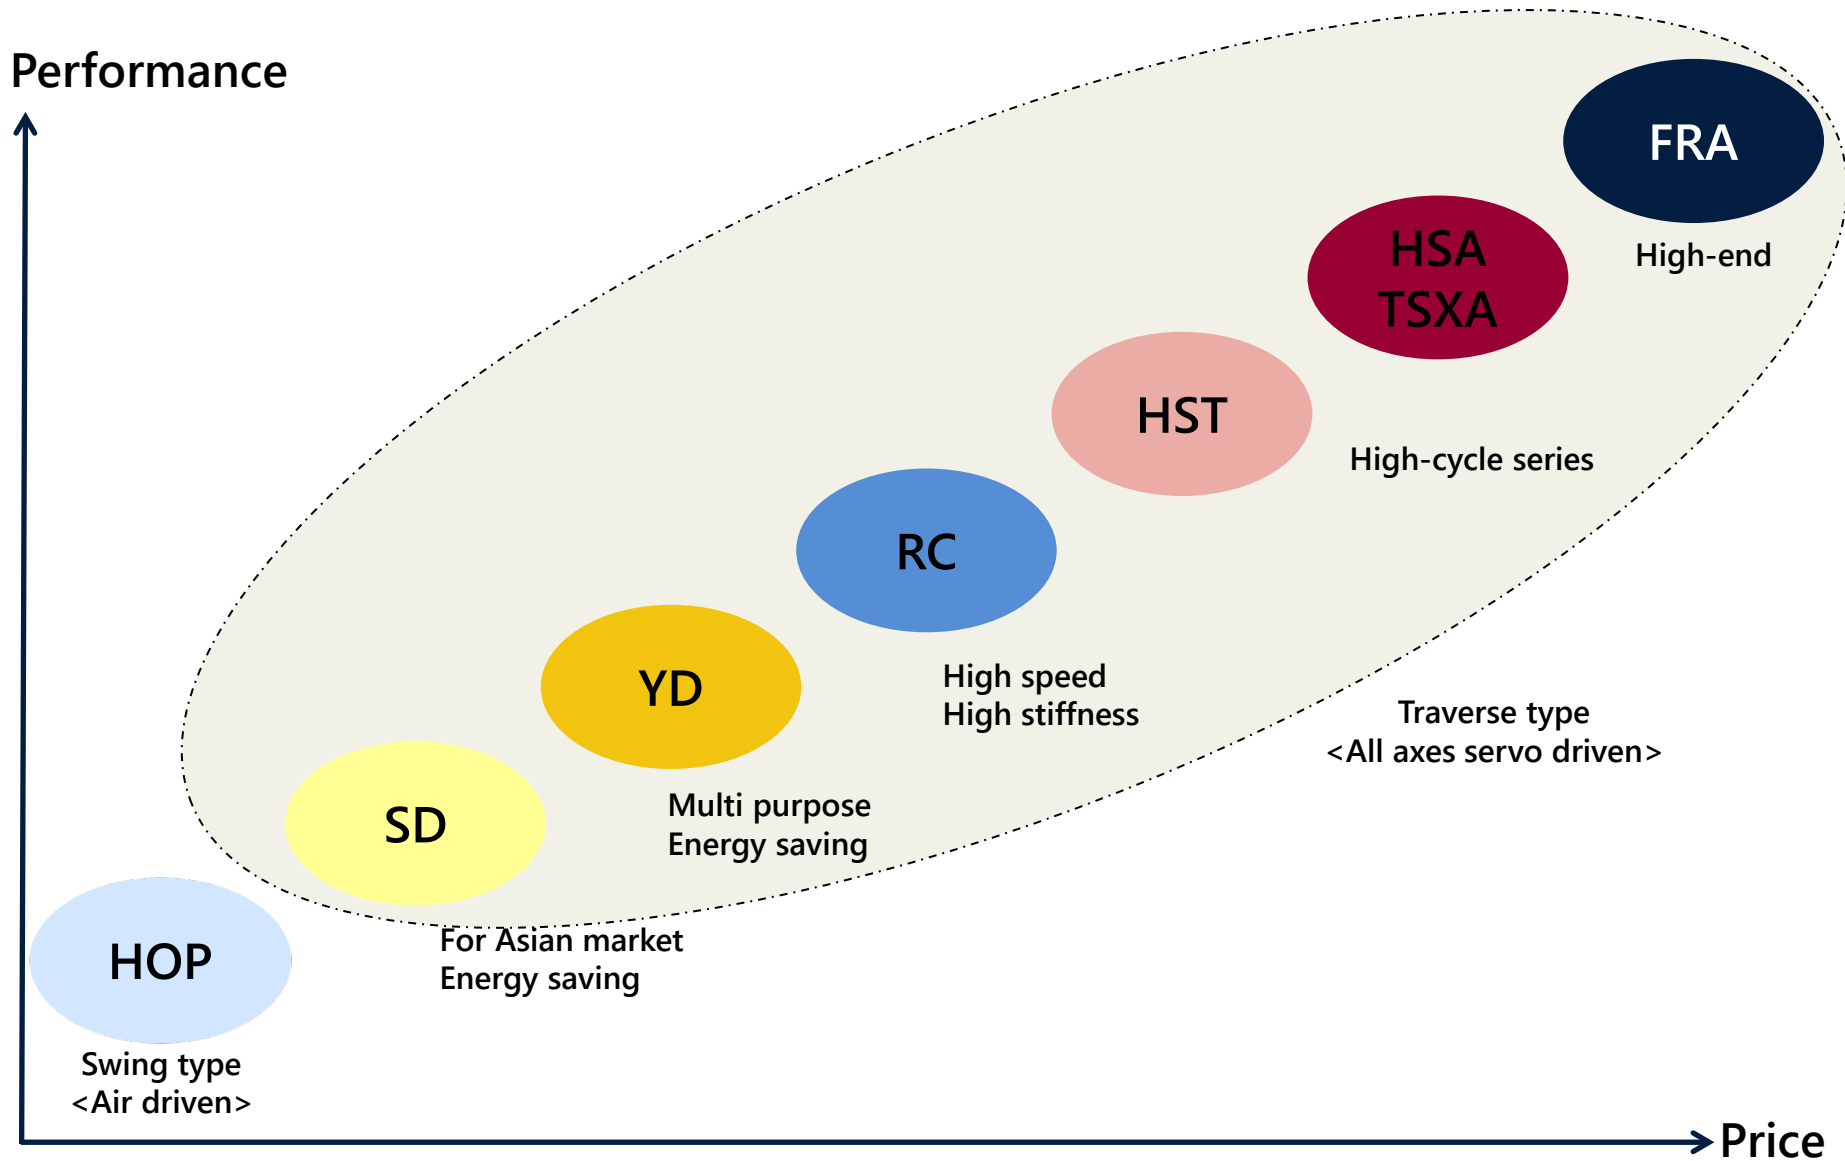 Performance
FRA
High-end
HSA
TSXA
HST
High-cycle series
RC
High speed
High stiffness
YD
Multi purpose
Energy saving
Traverse type
<All axes servo driven>
SD
For Asian market
Energy saving
HOP
Swing type
<Air driven>
Price